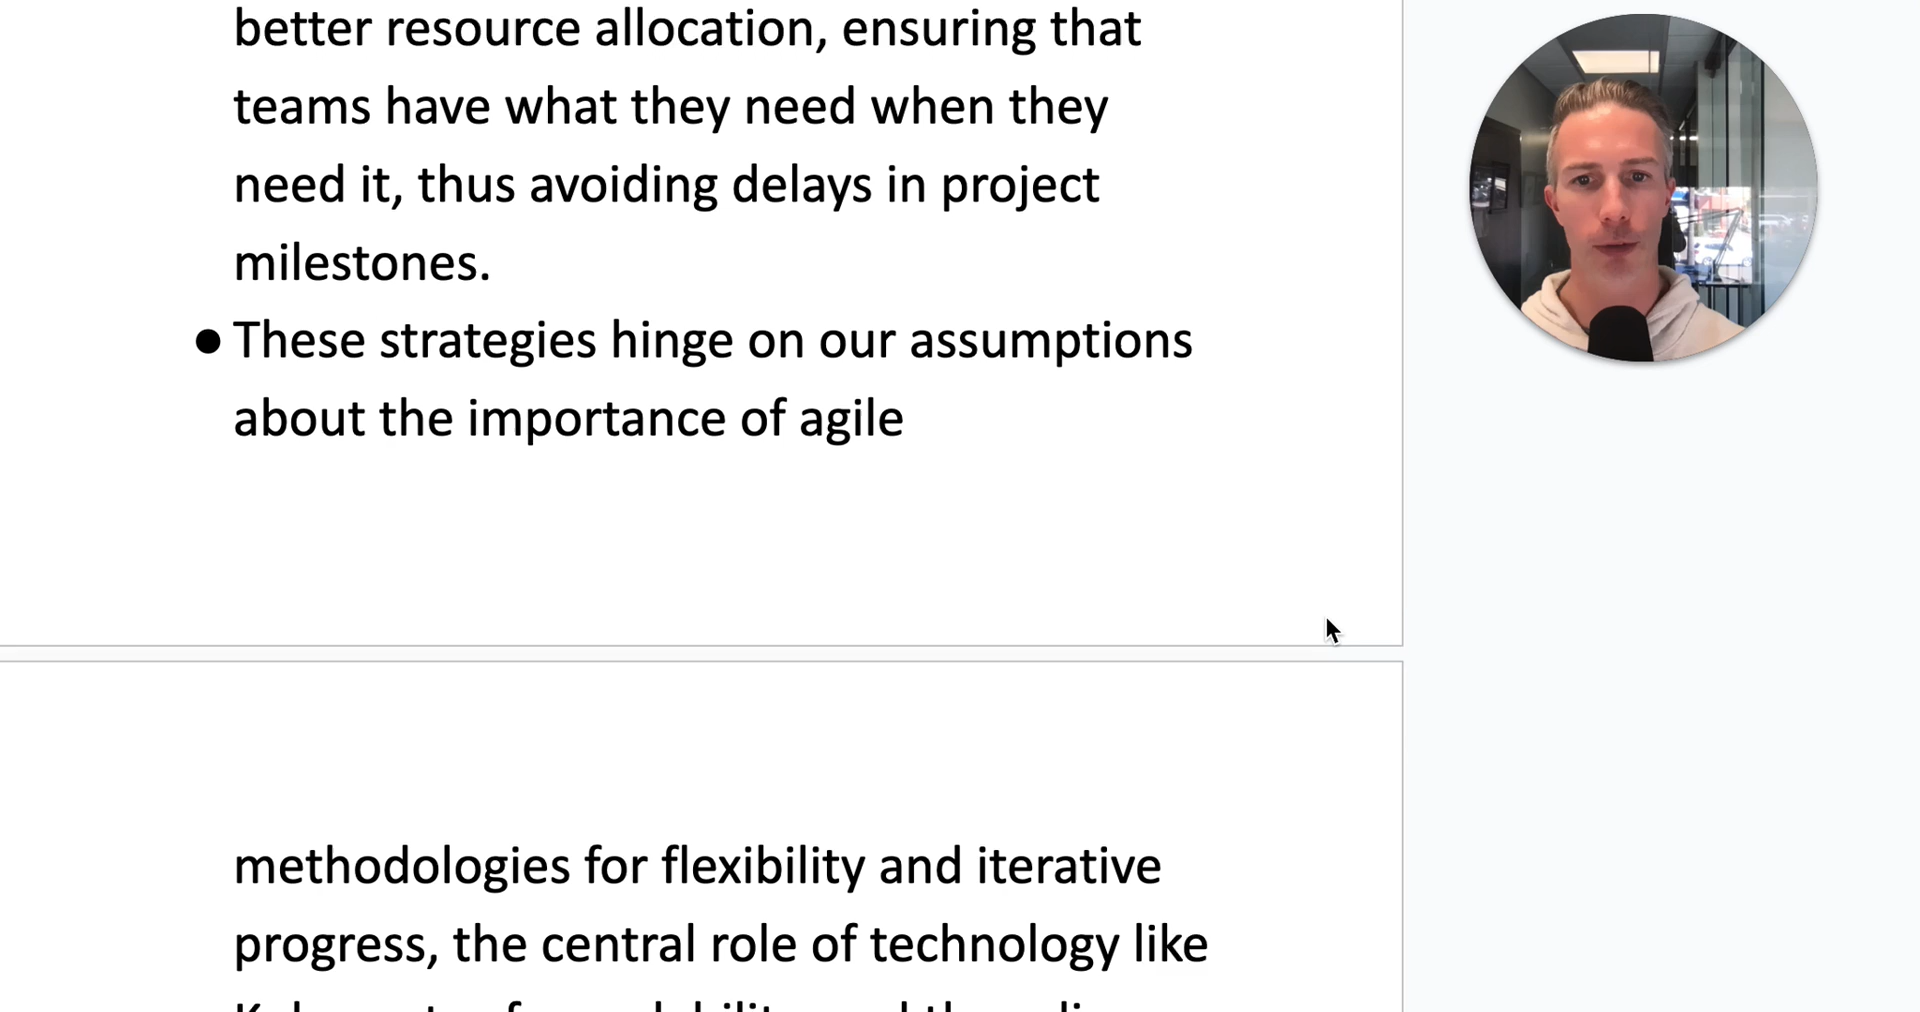 better resource allocation, ensuring that
teams have what they need when they
need it, thus avoiding delays in project
milestones.
● These strategies hinge on our assumptions
about the importance of agile
methodologies for flexibility and iterative
progress, the central role of technology like